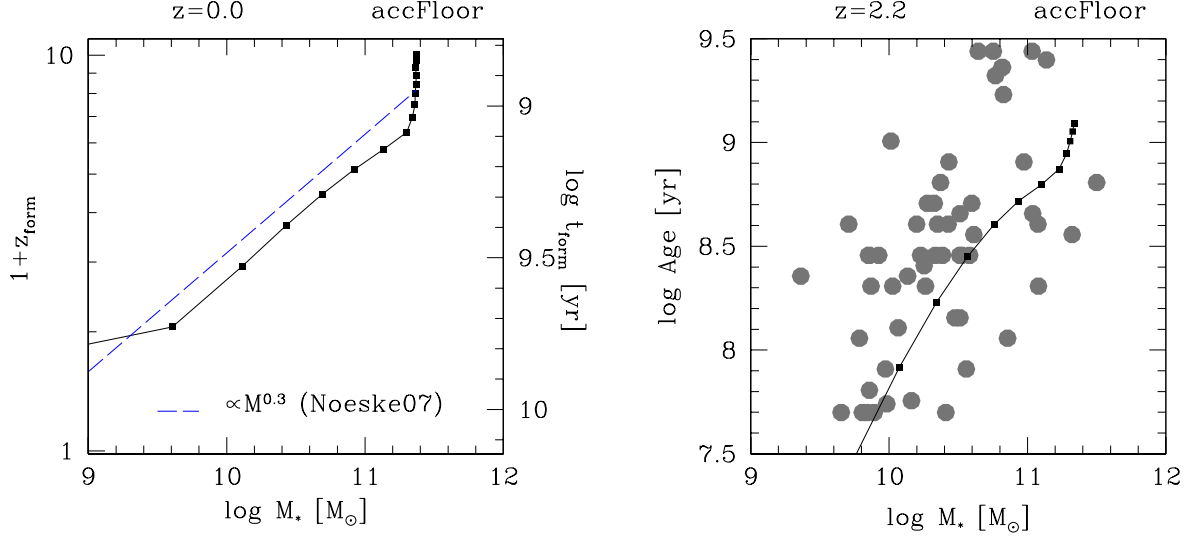 z=0.0 accFloor
10
1
1+z_form
9
9.5
10
log t_form [yr]
∝M^0.3 (Noeske07)
9 10 11 12
log M_* [M_⊙]
z=2.2 accFloor
9.5
9
8.5
8
7.5
log Age [yr]
9 10 11 12
log M_* [M_⊙]